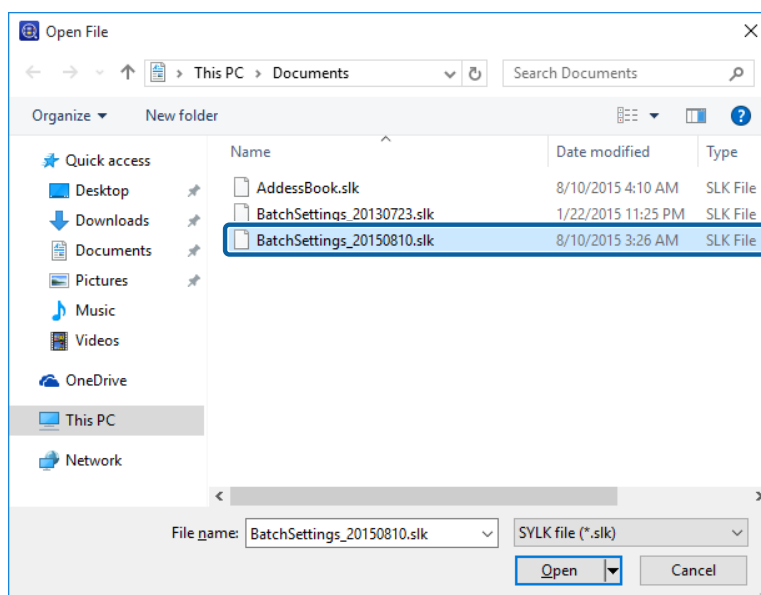 Open File
This PC > Documents
Search Documents
Organize New folder
Name Date modified Type
Quick access
Desktop
Downloads
Documents
Pictures
Music
Videos
OneDrive
This PC
Network
AddessBook.slk 8/10/2015 4:10 AM SLK File
BatchSettings_20130723.slk 1/22/2015 11:25 PM SLK File
BatchSettings_20150810.slk 8/10/2015 3:26 AM SLK File
File name: BatchSettings_20150810.slk SYLK file (*.slk)
Open Cancel